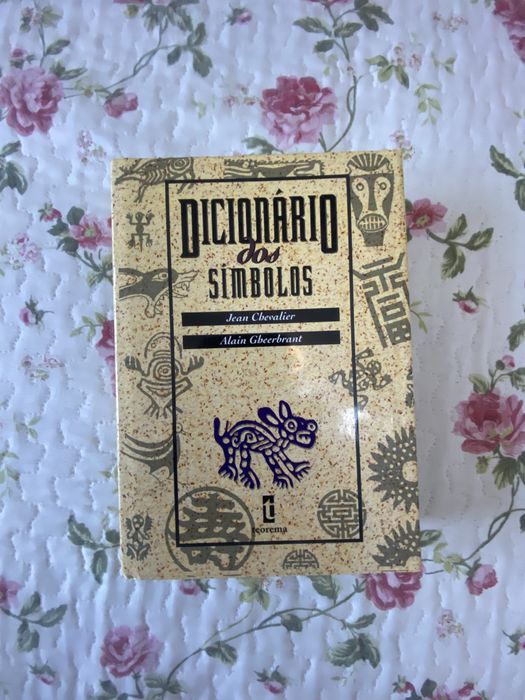 DICIONÁRIO
dos
SÍMBOLOS
Jean Chevalier
Alain Gheerbrant
teorema